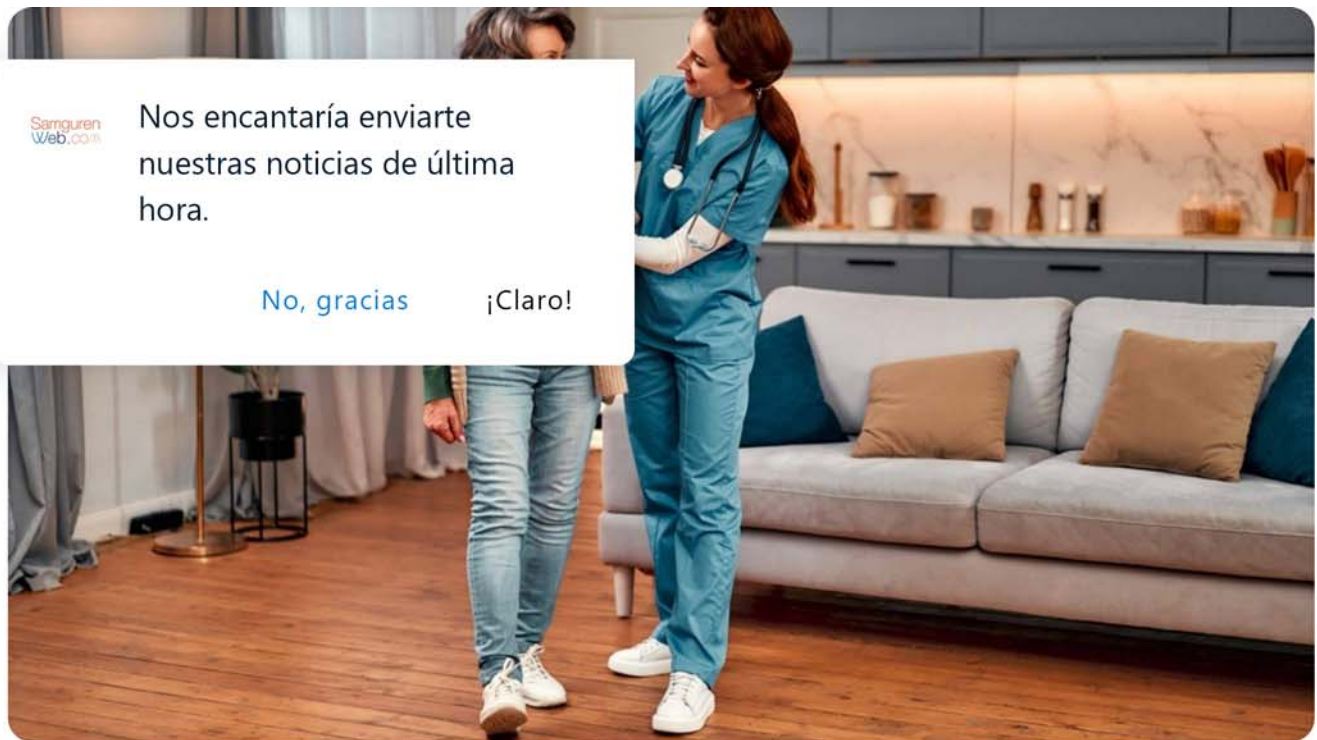 Samguren
Web.com
Nos encantaría enviarte
nuestras noticias de última
hora.
No, gracias
¡Claro!